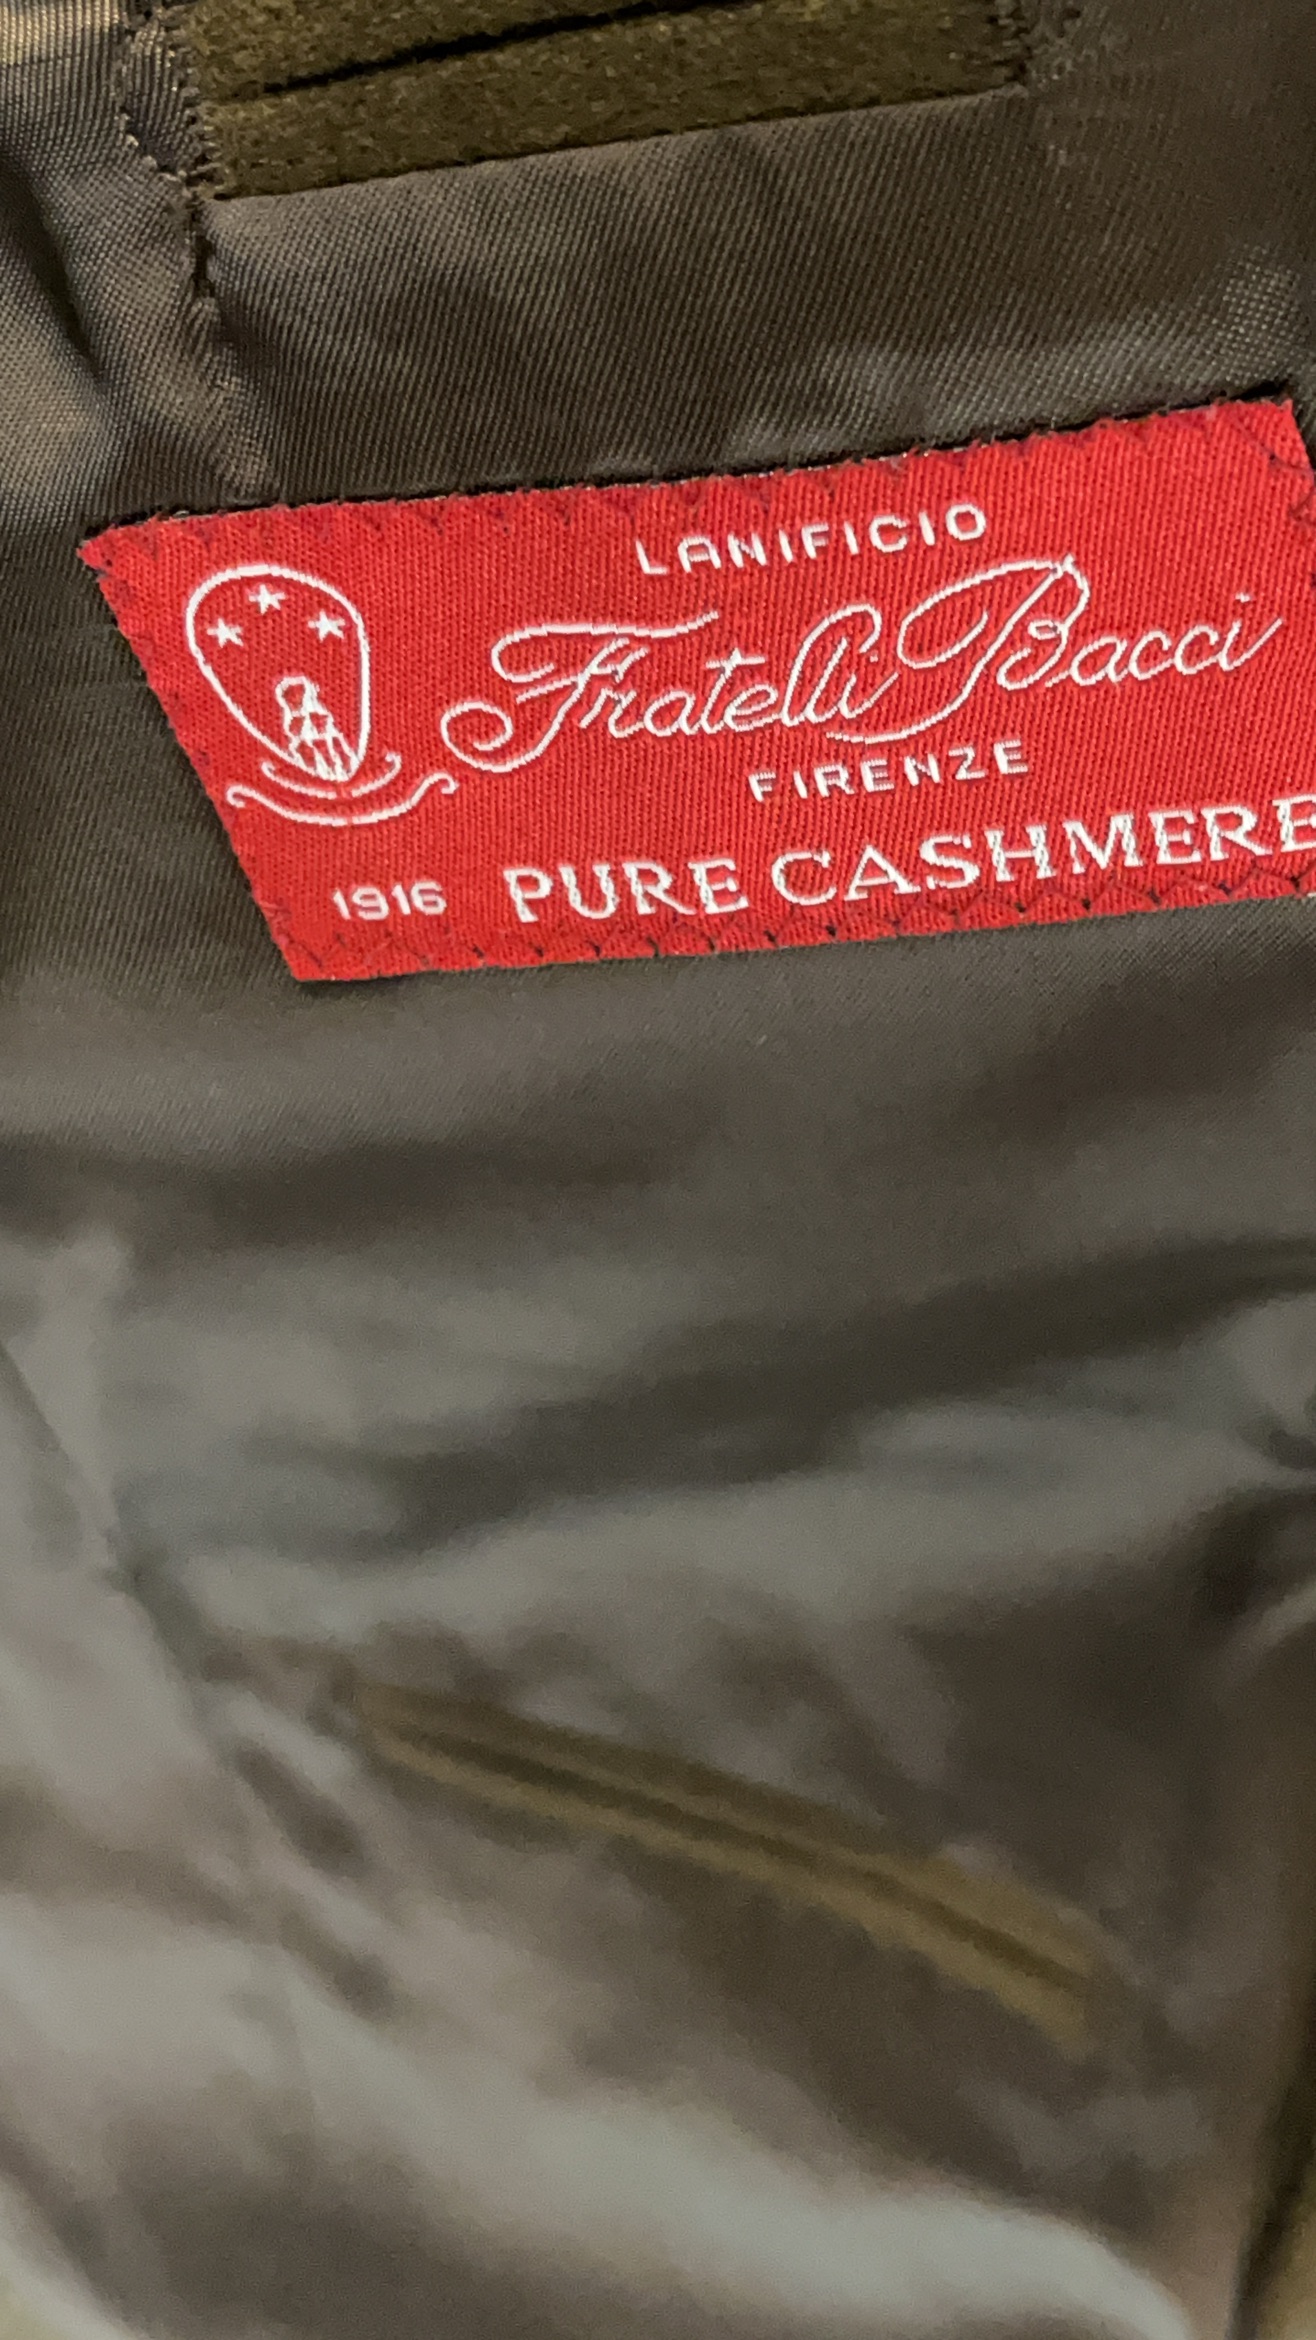 LANIFICIO
Fratelli Bacci
FIRENZE
1916 PURE CASHMERE